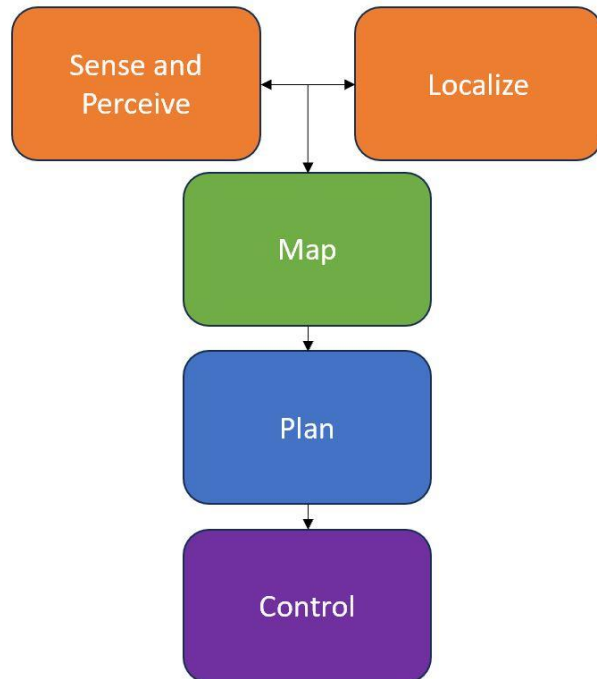 Sense and
Perceive
Localize
Map
Plan
Control